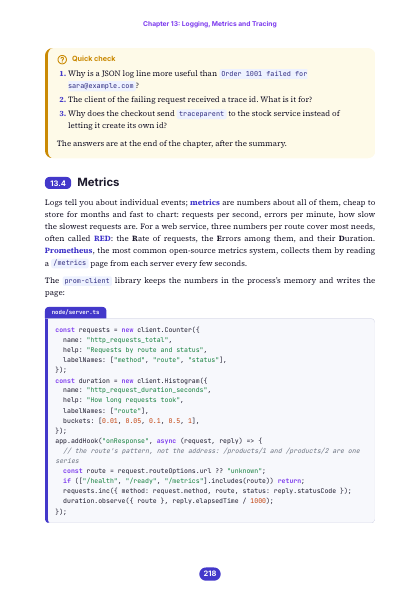 Chapter 13: Logging, Metrics and Tracing
Quick check
1. Why is a JSON log line more useful than Order 1001 failed for
sara@example.com?
2. The client of the failing request received a trace id. What is it for?
3. Why does the checkout send traceparent to the stock service instead of
letting it create its own id?
The answers are at the end of the chapter, after the summary.
13.4 Metrics
Logs tell you about individual events; metrics are numbers about all of them, cheap to
store for months and fast to chart: requests per second, errors per minute, how slow
the slowest requests are. For a web service, three numbers per route cover most needs,
often called RED: the Rate of requests, the Errors among them, and their Duration.
Prometheus, the most common open-source metrics system, collects them by reading
a /metrics page from each server every few seconds.
The prom-client library keeps the numbers in the process's memory and writes the
page:
node/server.ts
const requests = new client.Counter({
  name: "http_requests_total",
  help: "Requests by route and status",
  labelNames: ["method", "route", "status"],
});
const duration = new client.Histogram({
  name: "http_request_duration_seconds",
  help: "How long requests took",
  labelNames: ["route"],
  buckets: [0.01, 0.05, 0.1, 0.5, 1],
});
app.addHook("onResponse", async (request, reply) => {
  // the route's pattern, not the address: /products/1 and /products/2 are one
series
  const route = request.routeOptions.url ?? "unknown";
  if (["/health", "/ready", "/metrics"].includes(route)) return;
  requests.inc({ method: request.method, route, status: reply.statusCode });
  duration.observe({ route }, reply.elapsedTime / 1000);
});
218